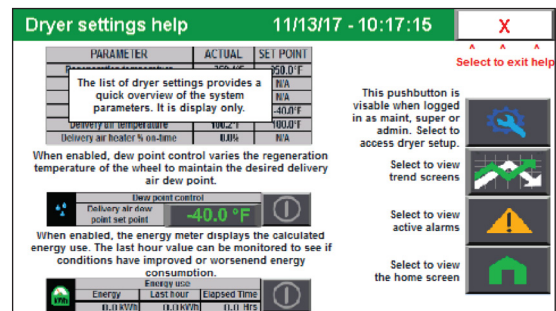 Dryer settings help
11/13/17 - 10:17:15
X
Select to exit help
PARAMETER ACTUAL SET POINT
350.0°F
The list of dryer settings provides a
quick overview of the system
parameters. It is display only.
N/A
N/A
-40.0°F
Delivery air temperature 100.2°F 100.0°F
Delivery air heater % on-time 0.0% N/A
When enabled, dew point control varies the regeneration
temperature of the wheel to maintain the desired delivery
air dew point.
Dew point control
Delivery air dew
point set point
-40.0 °F
When enabled, the energy meter displays the calculated
energy use. The last hour value can be monitored to see if
conditions have improved or worsenend energy
consumption.
Energy use
Energy Last hour Elapsed Time
kWh
0.0 kWh 0.0 kWh 0.0 Hrs
This pushbutton is
visable when logged
in as maint, super or
admin. Select to
access dryer setup.
Select to view
trend screens
Select to view
active alarms
Select to view
the home screen